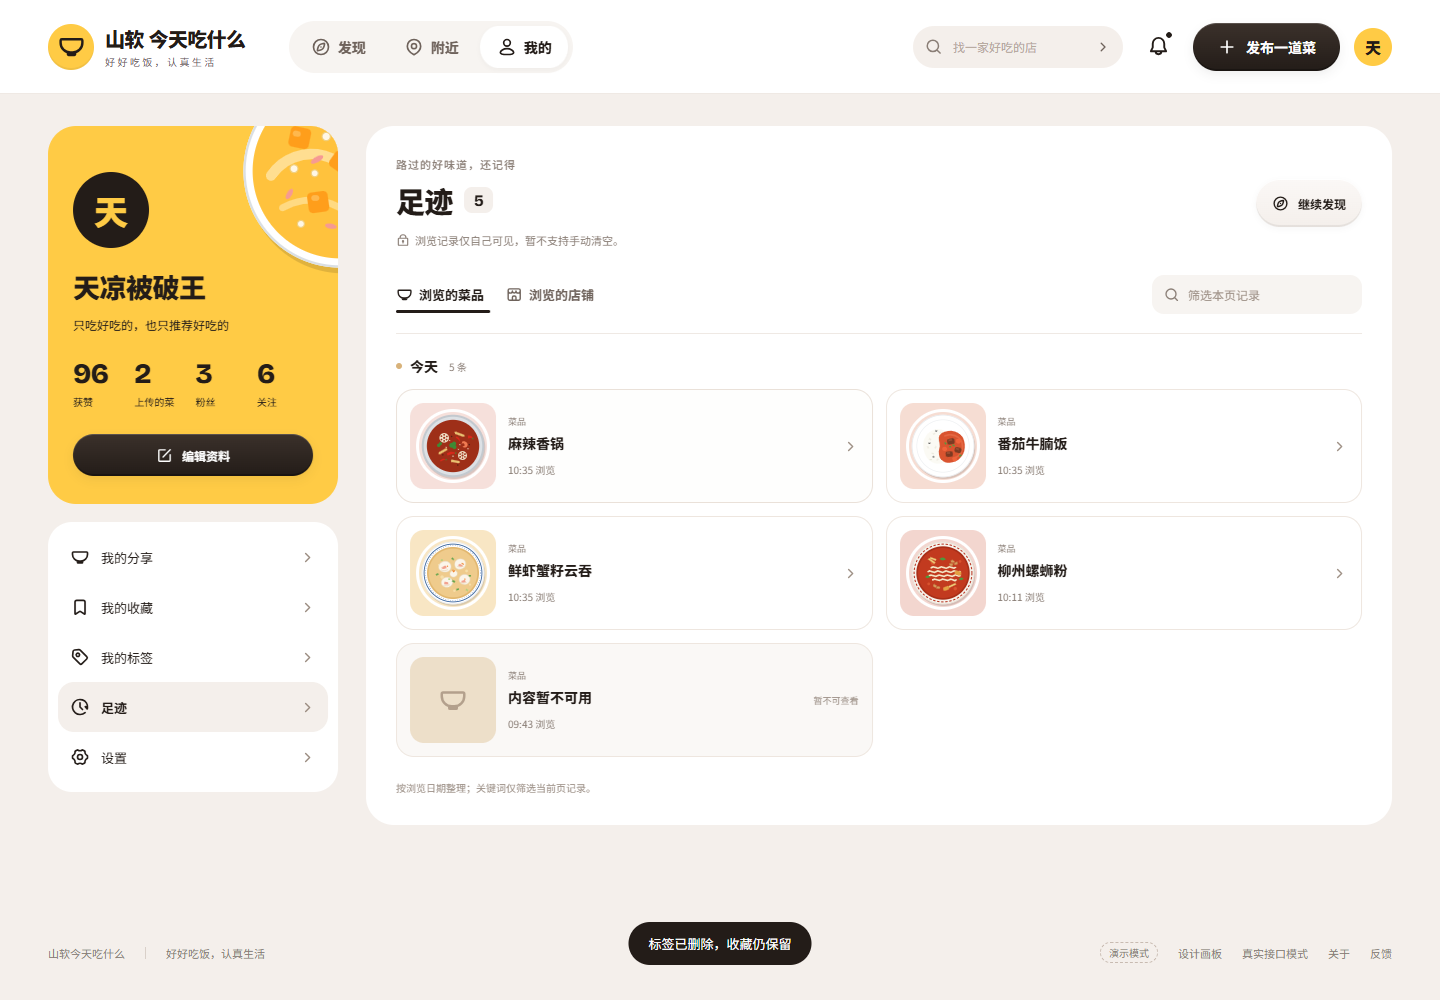 山软 今天吃什么
好好吃饭，认真生活
发现
附近
我的
找一家好吃的店
发布一道菜
天
天
天凉被破王
只吃好吃的，也只推荐好吃的
96 2 3 6
获赞 上传的菜 粉丝 关注
编辑资料
我的分享
我的收藏
我的标签
足迹
设置
路过的好味道，还记得
足迹 5
继续发现
浏览记录仅自己可见，暂不支持手动清空。
浏览的菜品
浏览的店铺
筛选本页记录
今天 5 条
菜品
麻辣香锅
10:35 浏览
菜品
番茄牛腩饭
10:35 浏览
菜品
鲜虾蟹籽云吞
10:35 浏览
菜品
柳州螺蛳粉
10:11 浏览
菜品
内容暂不可用
09:43 浏览
暂不可查看
按浏览日期整理；关键词仅筛选当前页记录。
标签已删除，收藏仍保留
山软今天吃什么
好好吃饭，认真生活
演示模式
设计画板
真实接口模式
关于
反馈